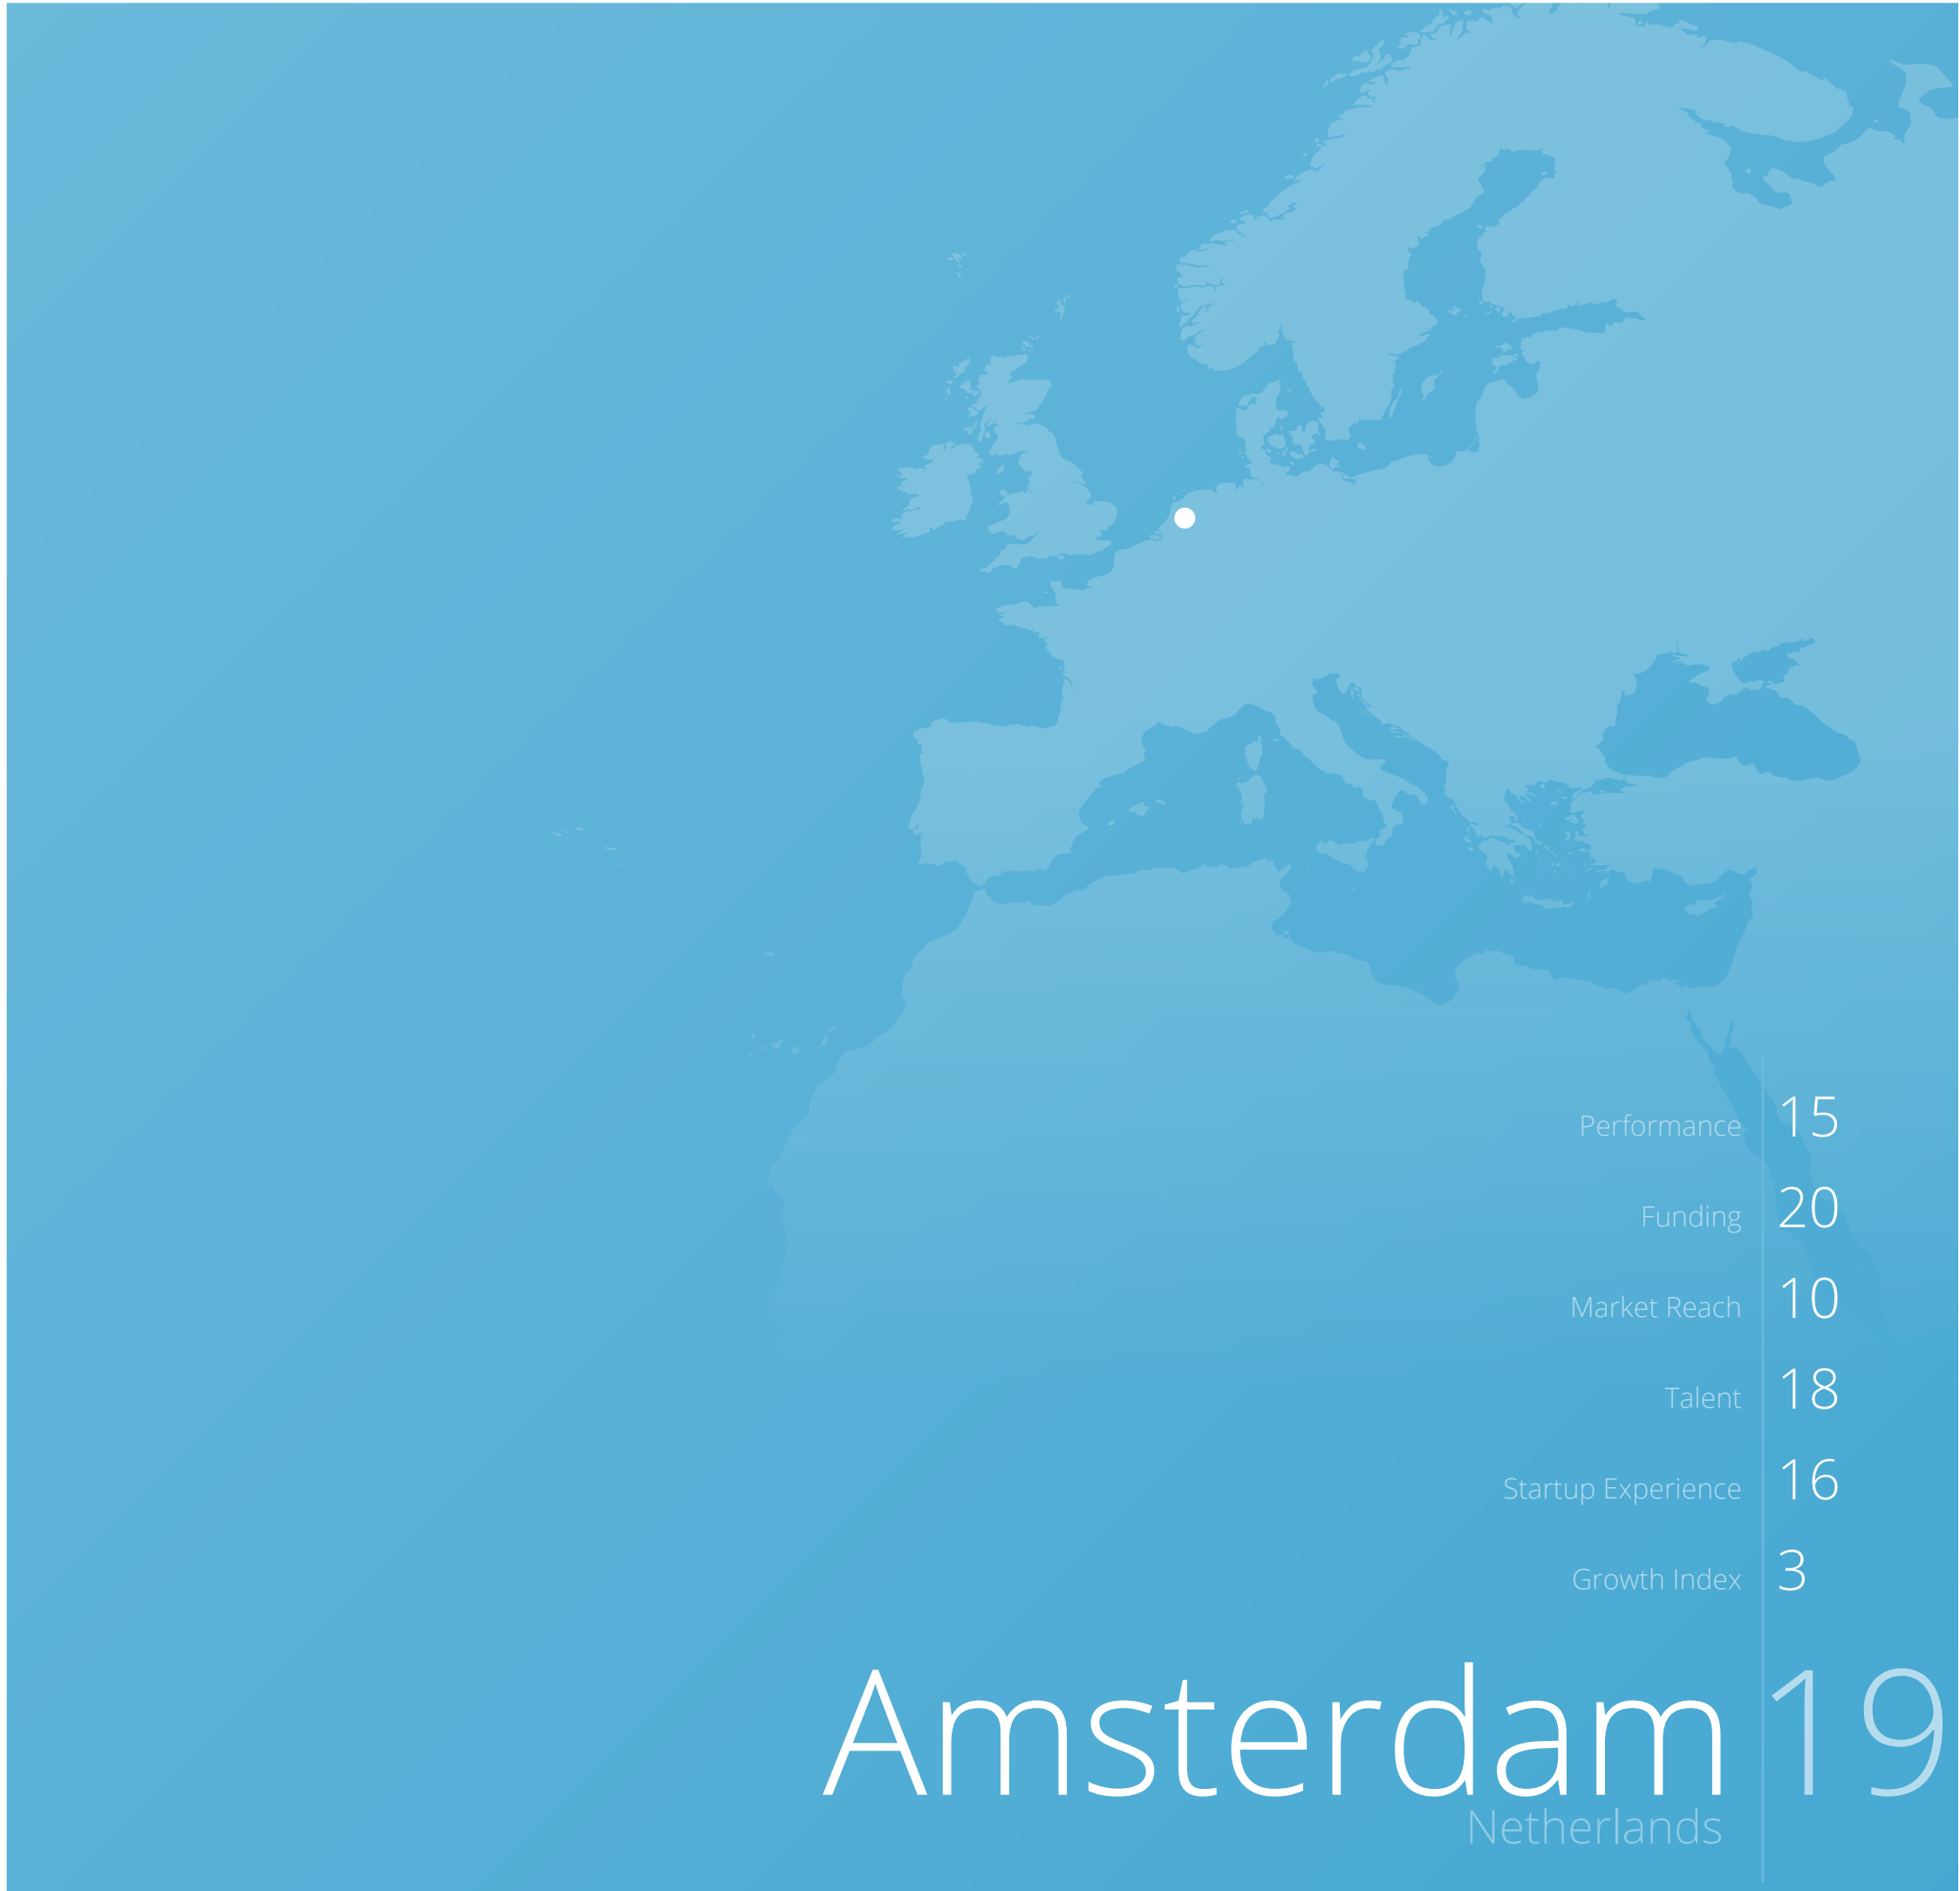 Performance 15
Funding 20
Market Reach 10
Talent 18
Startup Experience 16
Growth Index 3
Amsterdam 19
Netherlands